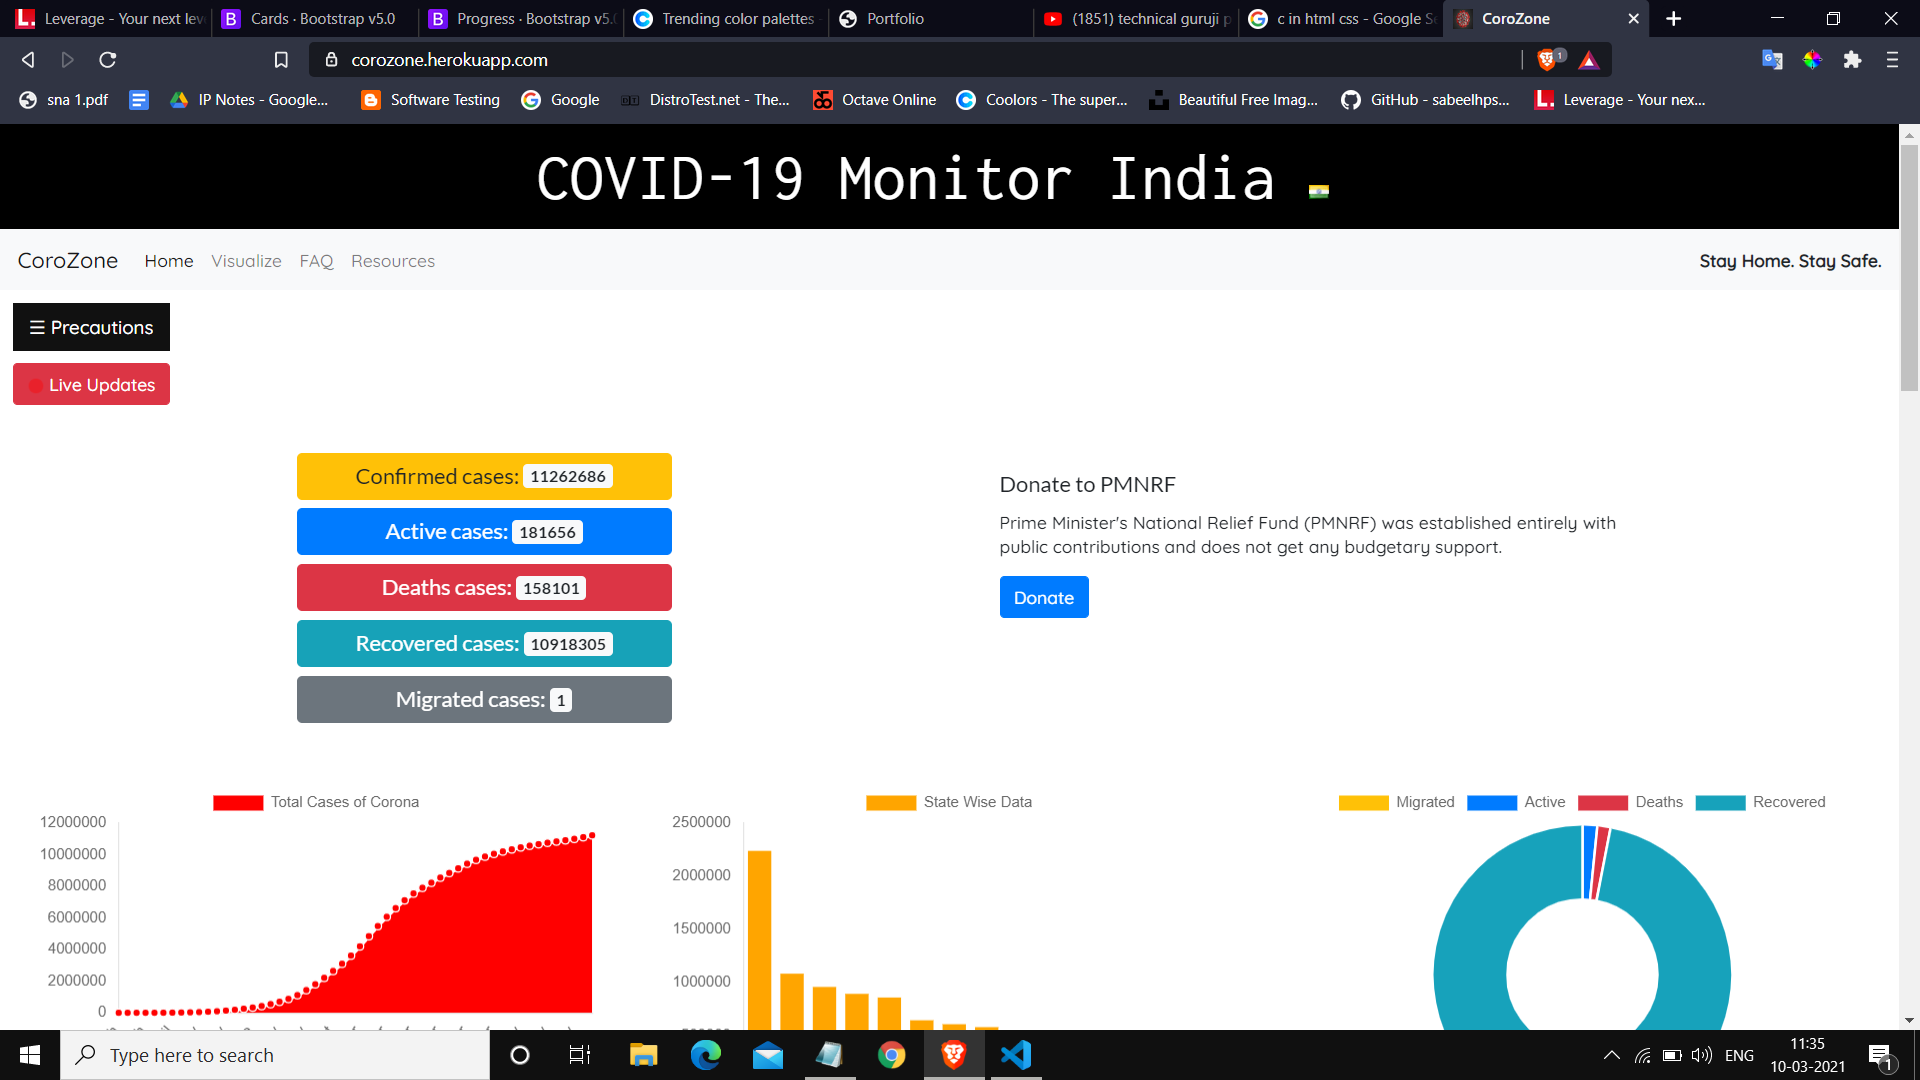 Leverage - Your next lev
Cards · Bootstrap v5.0
Progress · Bootstrap v5.0
Trending color palettes
Portfolio
(1851) technical guruji p
c in html css - Google Se
CoroZone
corozone.herokuapp.com
1
sna 1.pdf
IP Notes - Google...
Software Testing
Google
DistroTest.net - The...
Octave Online
Coolors - The super...
Beautiful Free Imag...
GitHub - sabeelhps...
Leverage - Your nex...
COVID-19 Monitor India
CoroZone Home Visualize FAQ Resources
Stay Home. Stay Safe.
☰ Precautions
Live Updates
Confirmed cases: 11262686
Active cases: 181656
Deaths cases: 158101
Recovered cases: 10918305
Migrated cases: 1
Donate to PMNRF
Prime Minister's National Relief Fund (PMNRF) was established entirely with
public contributions and does not get any budgetary support.
Donate
Total Cases of Corona
12000000
10000000
8000000
6000000
4000000
2000000
0
State Wise Data
2500000
2000000
1500000
1000000
Migrated Active Deaths Recovered
Type here to search
ENG
11:35
10-03-2021
1